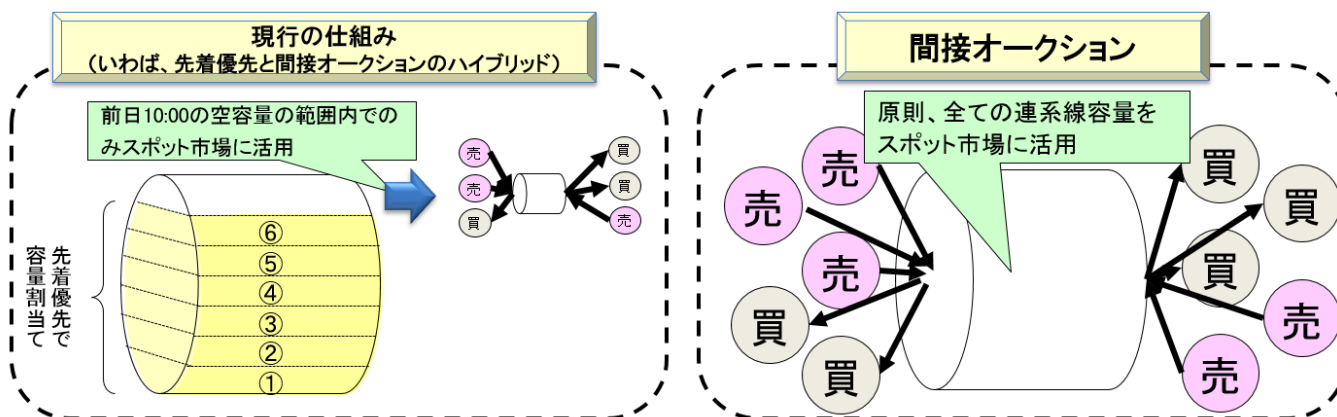 現行の仕組み
（いわば、先着優先と間接オークションのハイブリッド）
前日10:00の空容量の範囲内での
みスポット市場に活用
売
売
買
買
買
売
先着優先で
容量割当て
⑥
⑤
④
③
②
①
間接オークション
原則、全ての連系線容量を
スポット市場に活用
売
売
売
買
買
買
買
買
売
売